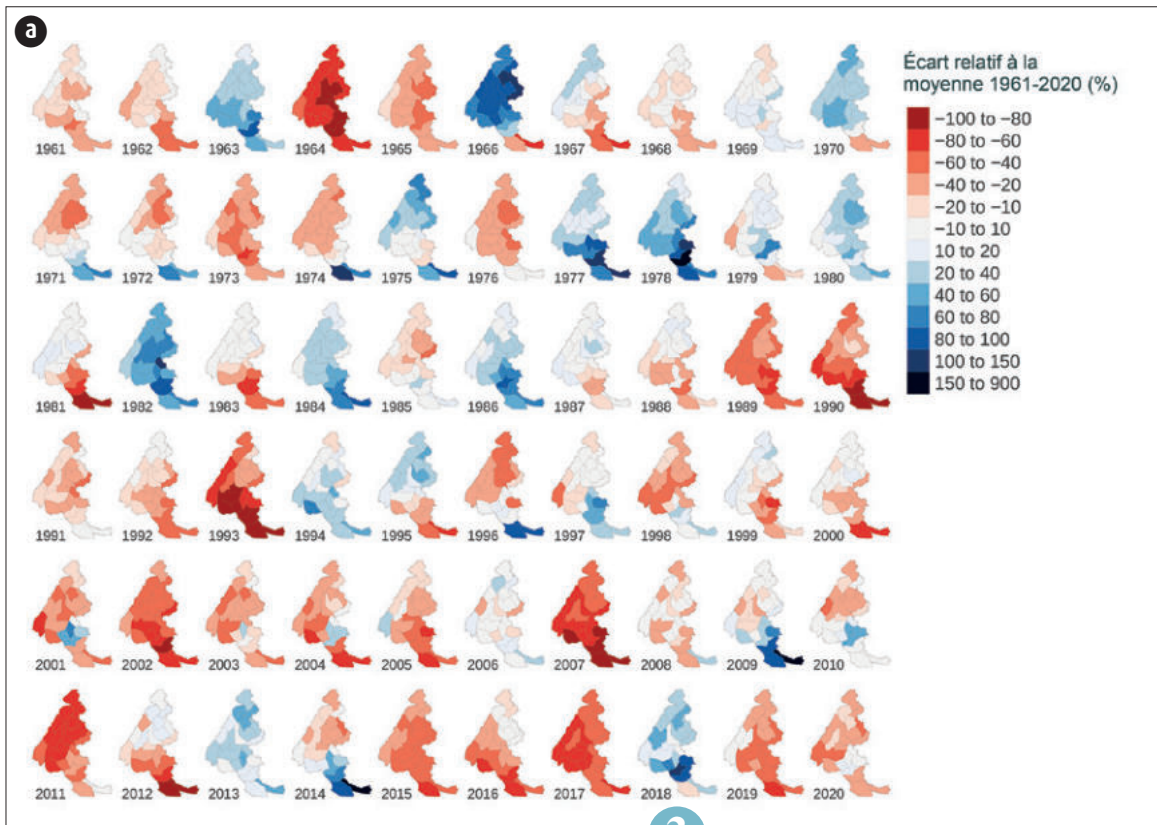 a
Écart relatif à la
moyenne 1961-2020 (%)
−100 to −80
−80 to −60
−60 to −40
−40 to −20
−20 to −10
−10 to 10
10 to 20
20 to 40
40 to 60
60 to 80
80 to 100
100 to 150
150 to 900
1961 1962 1963 1964 1965 1966 1967 1968 1969 1970
1971 1972 1973 1974 1975 1976 1977 1978 1979 1980
1981 1982 1983 1984 1985 1986 1987 1988 1989 1990
1991 1992 1993 1994 1995 1996 1997 1998 1999 2000
2001 2002 2003 2004 2005 2006 2007 2008 2009 2010
2011 2012 2013 2014 2015 2016 2017 2018 2019 2020